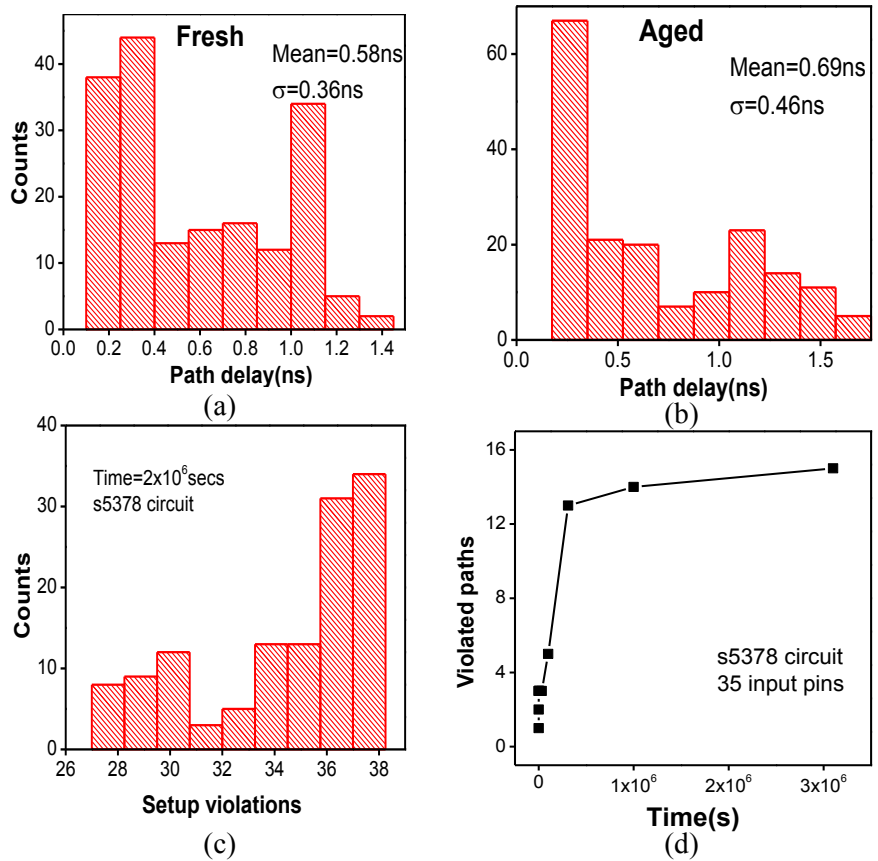 Fresh
Mean=0.58ns
σ=0.36ns
40
30
20
10
0
Counts
0.0 0.2 0.4 0.6 0.8 1.0 1.2 1.4
Path delay(ns)
(a)
Aged
Mean=0.69ns
σ=0.46ns
60
40
20
0
Counts
0.0 0.5 1.0 1.5
Path delay(ns)
(b)
Time=2x10⁶secs
s5378 circuit
40
30
20
10
0
Counts
26 28 30 32 34 36 38
Setup violations
(c)
16
12
8
4
0
Violated paths
s5378 circuit
35 input pins
0 1x10⁶ 2x10⁶ 3x10⁶
Time(s)
(d)